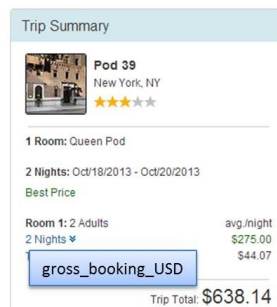 Trip Summary
Pod 39
New York, NY
1 Room: Queen Pod
2 Nights: Oct/18/2013 - Oct/20/2013
Best Price
Room 1: 2 Adults avg./night
2 Nights $275.00
$44.07
gross_booking_USD
Trip Total: $638.14